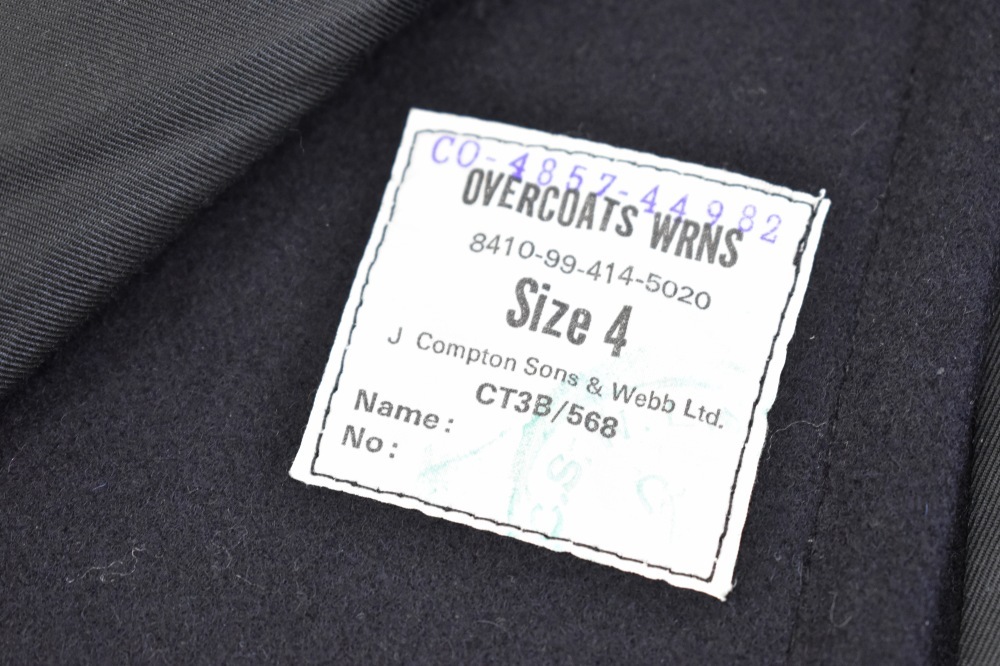 CO-4857-44982
OVERCOATS WRNS
8410-99-414-5020
Size 4
J Compton Sons & Webb Ltd.
CT3B/568
Name:
No: